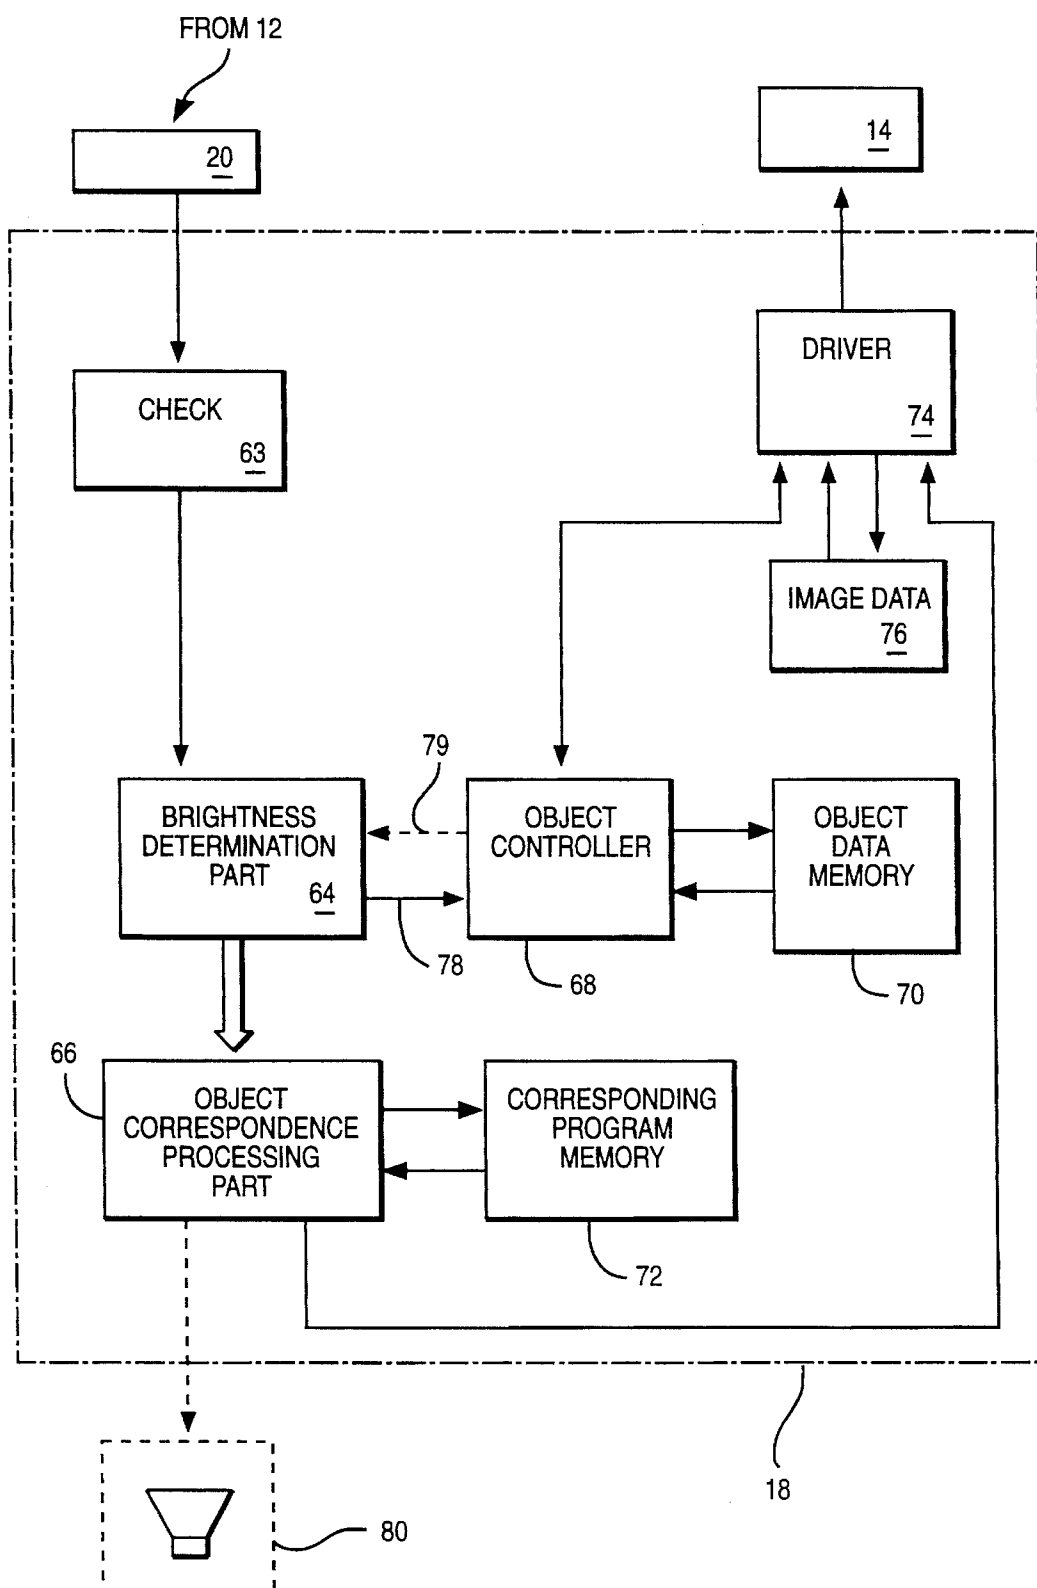 FROM 12
20
14
CHECK
63
DRIVER
74
IMAGE DATA
76
79
BRIGHTNESS
DETERMINATION
PART
64
OBJECT
CONTROLLER
OBJECT
DATA
MEMORY
78
68
70
66
OBJECT
CORRESPONDENCE
PROCESSING
PART
CORRESPONDING
PROGRAM
MEMORY
72
18
80